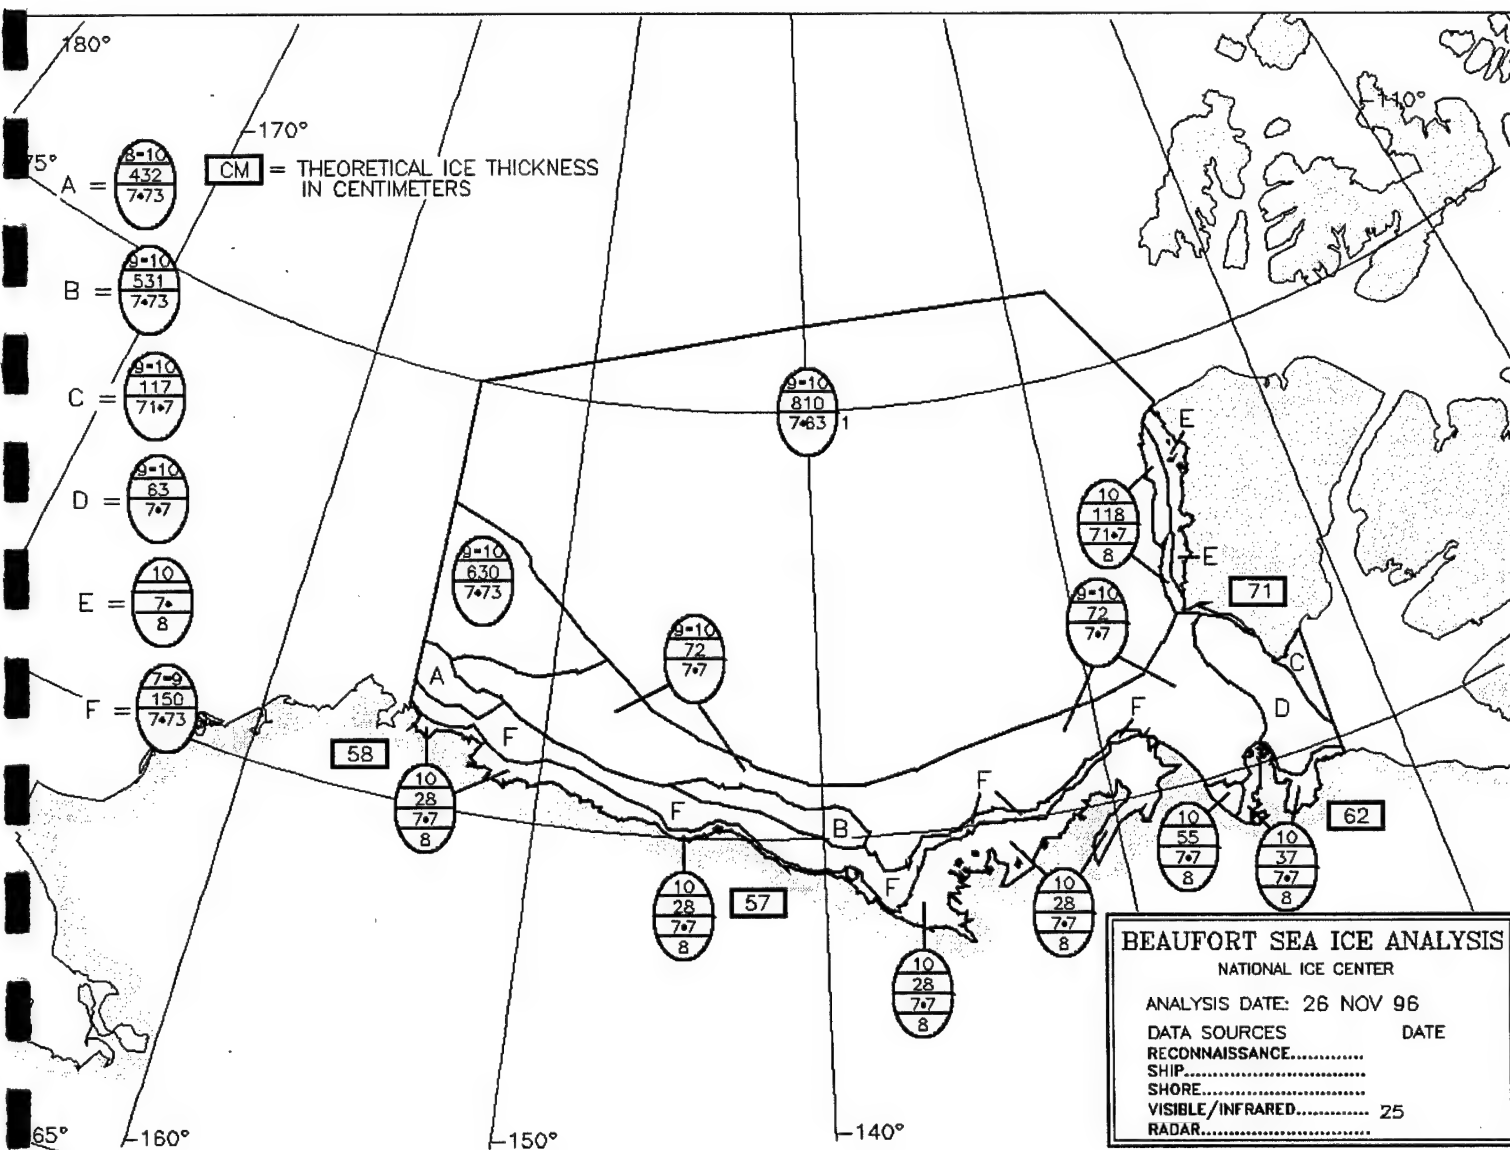 180°
-170°
-110°
75°
A =
8-10
432
7•73
CM = THEORETICAL ICE THICKNESS
IN CENTIMETERS
B =
9-10
531
7•73
C =
9-10
117
71•7
D =
9-10
63
7•7
E =
10
7•
8
F =
7-9
150
7•73
9-10
810
7•63 1
E
10
118
71•7
8
E
9-10
630
7•73
71
9-10
72
7•7
9-10
72
7•7
A
C
D
F
F
58
10
28
7•7
8
F
F
B
62
10
55
7•7
8
10
37
7•7
8
F
10
28
7•7
8
57
10
28
7•7
8
10
28
7•7
8
BEAUFORT SEA ICE ANALYSIS
NATIONAL ICE CENTER
ANALYSIS DATE: 26 NOV 96
DATA SOURCES DATE
RECONNAISSANCE.............
SHIP...............................
SHORE............................
VISIBLE/INFRARED............ 25
RADAR............................
65°
-160°
-150°
-140°